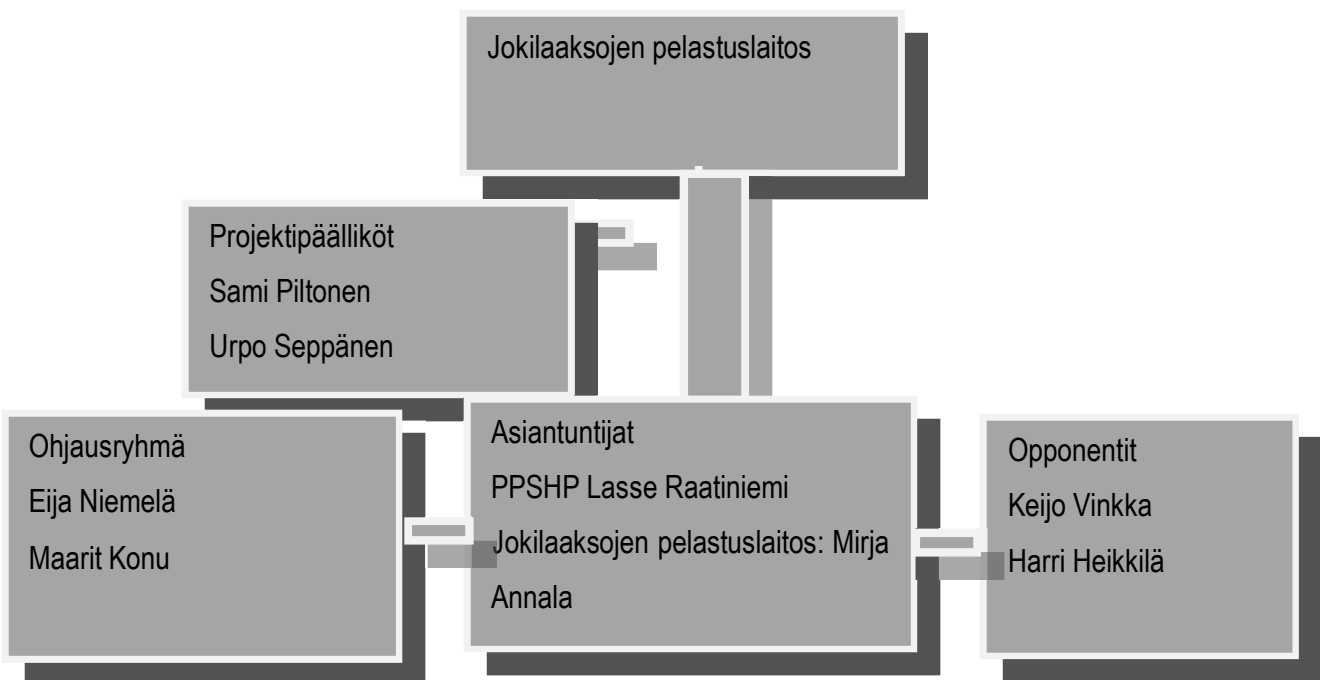 Jokilaaksojen pelastuslaitos
Projektipäälliköt
Sami Piltonen
Urpo Seppänen
Ohjausryhmä
Eija Niemelä
Maarit Konu
Asiantuntijat
PPSHP Lasse Raatiniemi
Jokilaaksojen pelastuslaitos: Mirja
Annala
Opponentit
Keijo Vinkka
Harri Heikkilä